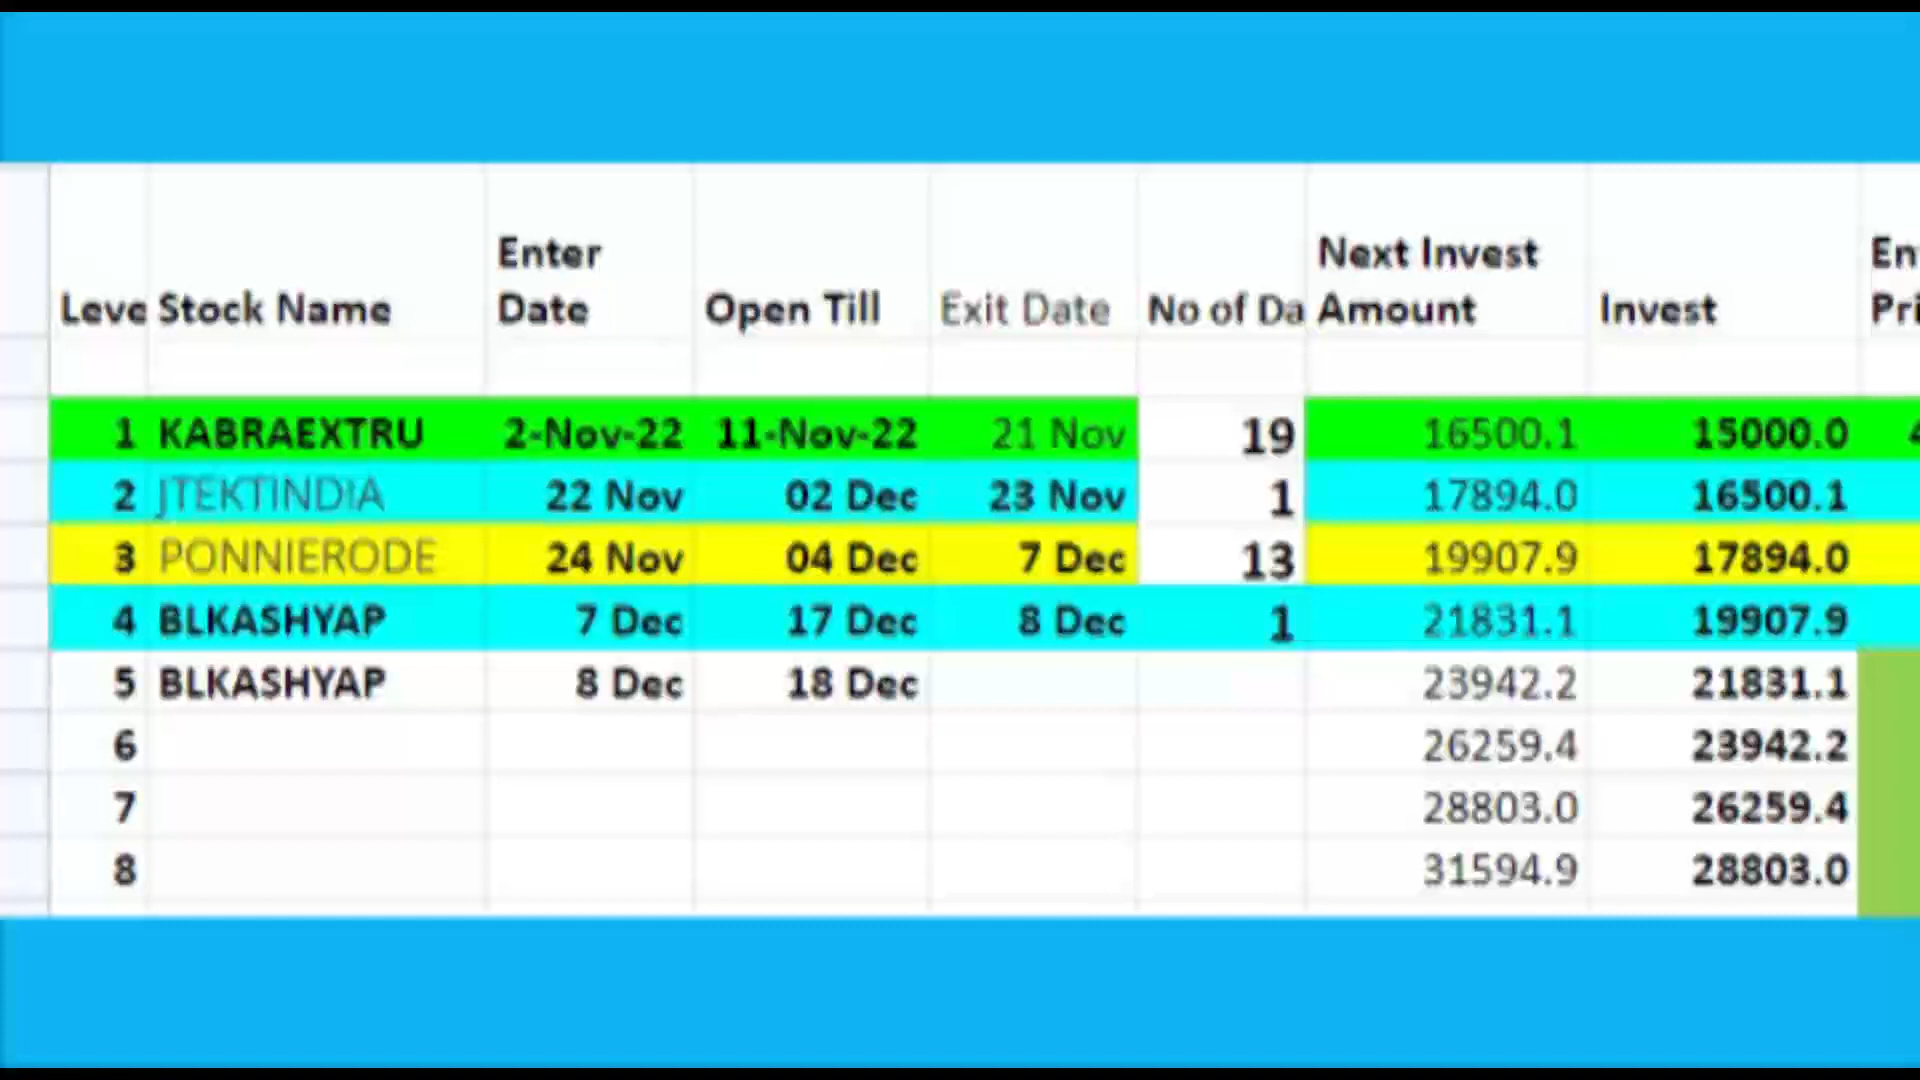 Leve Stock Name Enter Date Open Till Exit Date No of Da Next Invest Amount Invest
1 KABRAEXTRU 2-Nov-22 11-Nov-22 21 Nov 19 16500.1 15000.0
2 JTEKTINDIA 22 Nov 02 Dec 23 Nov 1 17894.0 16500.1
3 PONNIERODE 24 Nov 04 Dec 7 Dec 13 19907.9 17894.0
4 BLKASHYAP 7 Dec 17 Dec 8 Dec 1 21831.1 19907.9
5 BLKASHYAP 8 Dec 18 Dec 23942.2 21831.1
6 26259.4 23942.2
7 28803.0 26259.4
8 31594.9 28803.0